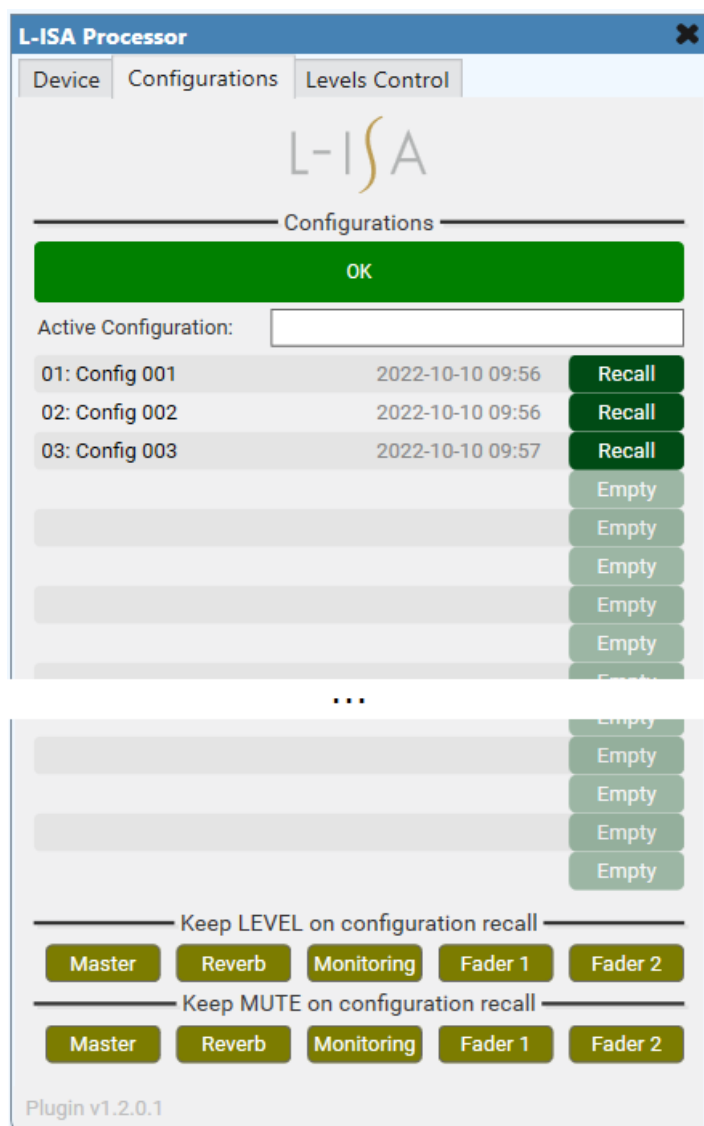 L-ISA Processor
Device Configurations Levels Control
L-ISA
Configurations
OK
Active Configuration:
01: Config 001 2022-10-10 09:56 Recall
02: Config 002 2022-10-10 09:56 Recall
03: Config 003 2022-10-10 09:57 Recall
Empty
Empty
Empty
Empty
Empty
Empty
...
Empty
Empty
Empty
Empty
Empty
Keep LEVEL on configuration recall
Master Reverb Monitoring Fader 1 Fader 2
Keep MUTE on configuration recall
Master Reverb Monitoring Fader 1 Fader 2
Plugin v1.2.0.1